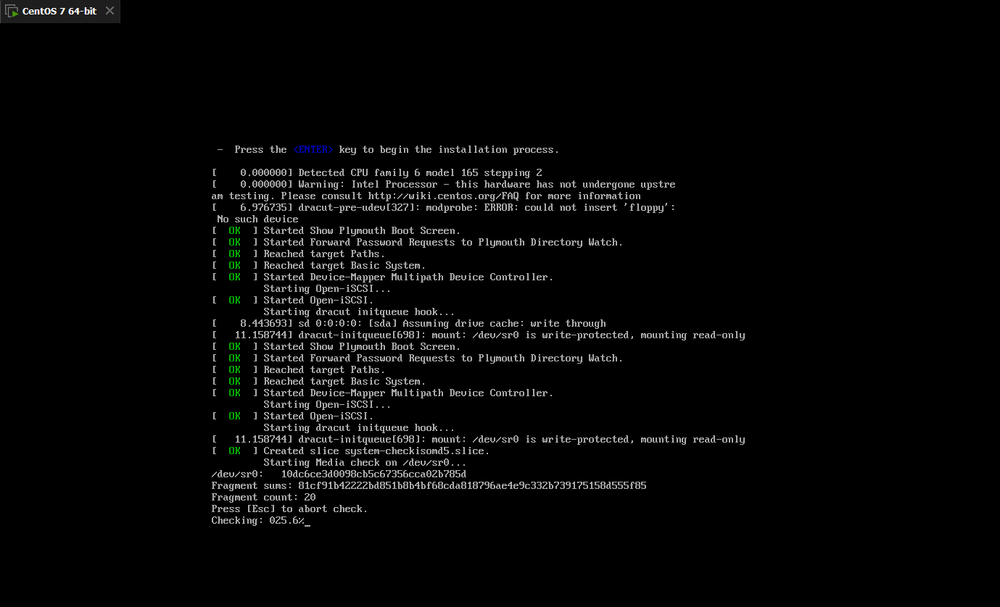 CentOS 7 64-bit
-  Press the <ENTER> key to begin the installation process.
[    0.000000] Detected CPU family 6 model 165 stepping 2
[    0.000000] Warning: Intel Processor - this hardware has not undergone upstre
am testing. Please consult http://wiki.centos.org/FAQ for more information
[    6.976735] dracut-pre-udev[327]: modprobe: ERROR: could not insert 'floppy':
No such device
[  OK  ] Started Show Plymouth Boot Screen.
[  OK  ] Started Forward Password Requests to Plymouth Directory Watch.
[  OK  ] Reached target Paths.
[  OK  ] Reached target Basic System.
[  OK  ] Started Device-Mapper Multipath Device Controller.
Starting Open-iSCSI...
[  OK  ] Started Open-iSCSI.
Starting dracut initqueue hook...
[    8.443693] sd 0:0:0:0: [sda] Assuming drive cache: write through
[   11.158744] dracut-initqueue[698]: mount: /dev/sr0 is write-protected, mounting read-only
[  OK  ] Started Show Plymouth Boot Screen.
[  OK  ] Started Forward Password Requests to Plymouth Directory Watch.
[  OK  ] Reached target Paths.
[  OK  ] Reached target Basic System.
[  OK  ] Started Device-Mapper Multipath Device Controller.
Starting Open-iSCSI...
[  OK  ] Started Open-iSCSI.
Starting dracut initqueue hook...
[   11.158744] dracut-initqueue[698]: mount: /dev/sr0 is write-protected, mounting read-only
[  OK  ] Created slice system-checkisomd5.slice.
Starting Media check on /dev/sr0...
/dev/sr0:   10dc6ce3d0098cb5c67356cca02b785d
Fragment sums: 81cf91b42222bd851b8b4bf68cda818796ae4e9c332b739175158d555f85
Fragment count: 20
Press [Esc] to abort check.
Checking: 025.6%_